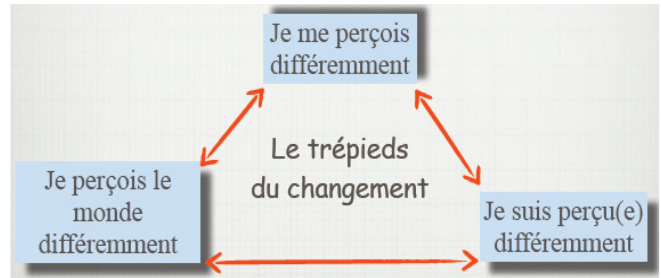 Je me perçois
différemment
Le trépieds
du changement
Je perçois le
monde
différemment
Je suis perçu(e)
différemment